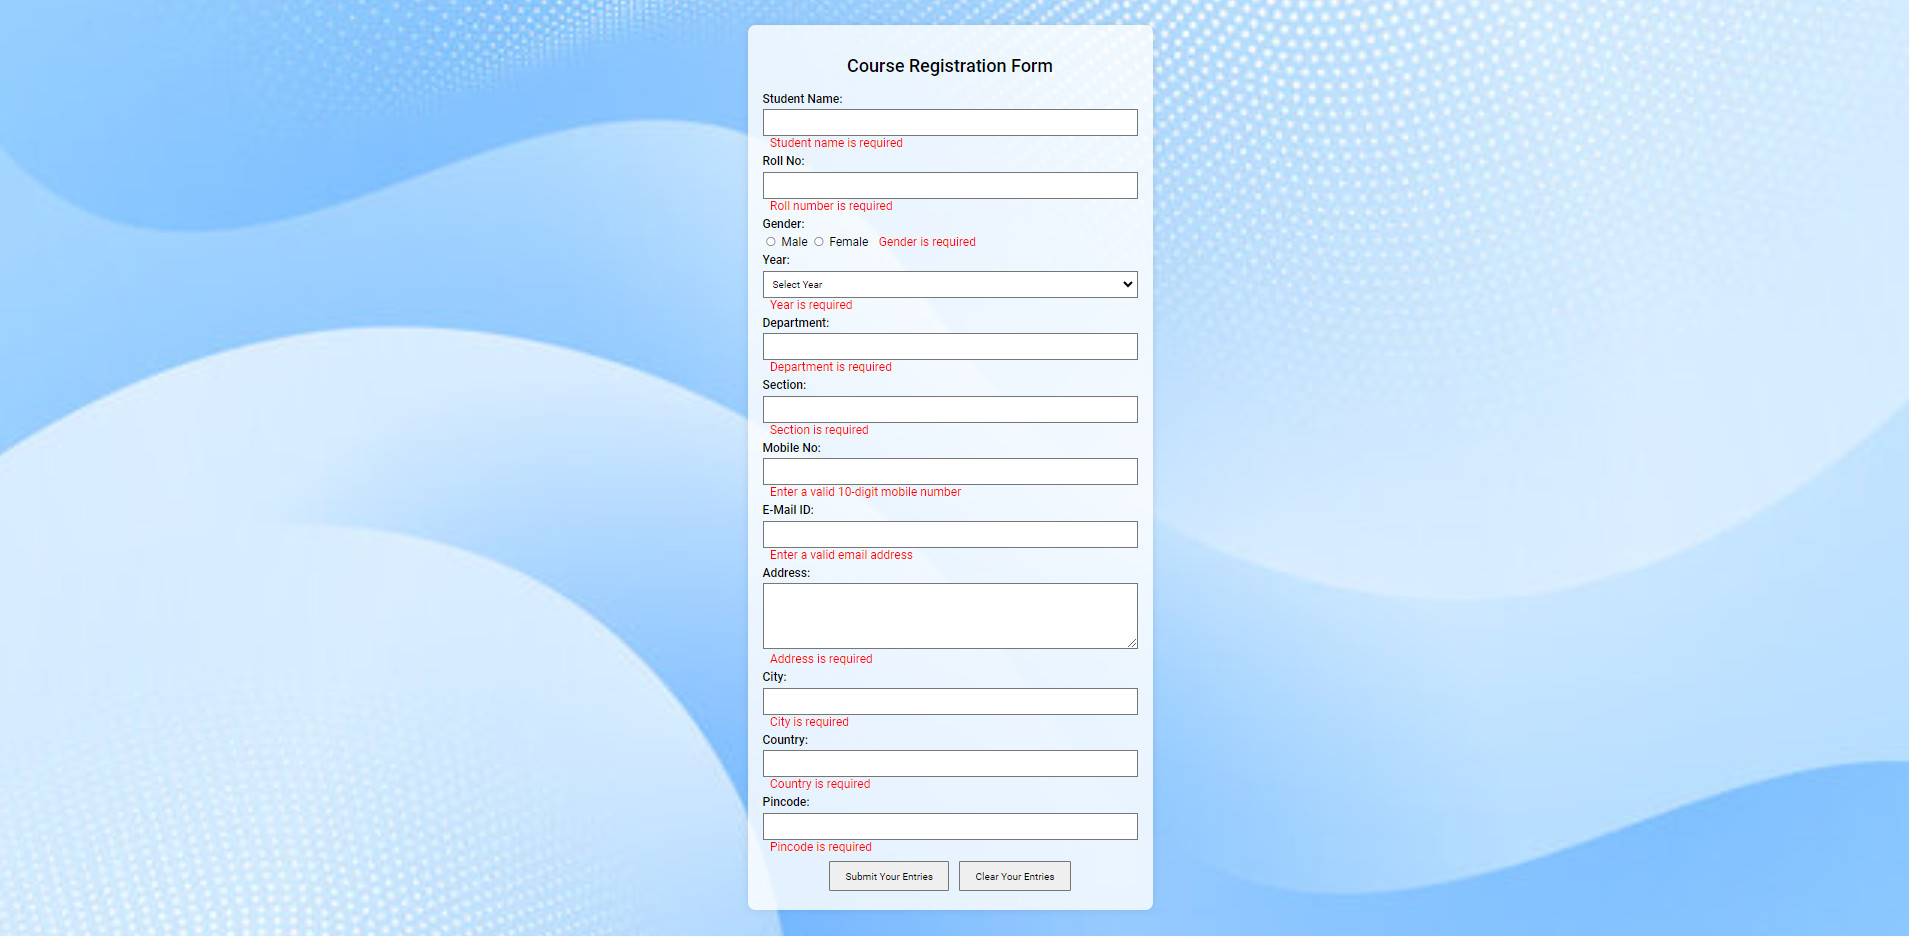 Course Registration Form
Student Name:
Student name is required
Roll No:
Roll number is required
Gender:
Male Female Gender is required
Year:
Select Year
Year is required
Department:
Department is required
Section:
Section is required
Mobile No:
Enter a valid 10-digit mobile number
E-Mail ID:
Enter a valid email address
Address:
Address is required
City:
City is required
Country:
Country is required
Pincode:
Pincode is required
Submit Your Entries Clear Your Entries